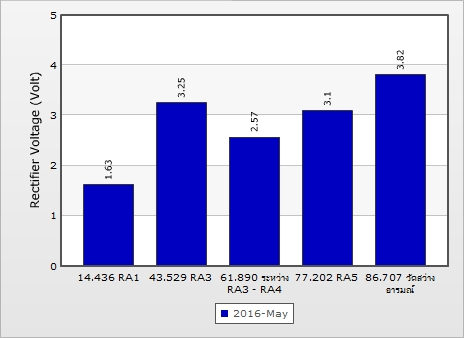 Rectifier Voltage (Volt)
5
4
3
2
1
0
1.63
3.25
2.57
3.1
3.82
14.436 RA1
43.529 RA3
61.890 ระหว่าง
RA3 - RA4
77.202 RA5
86.707 วัดสว่าง
อารมณ์
2016-May